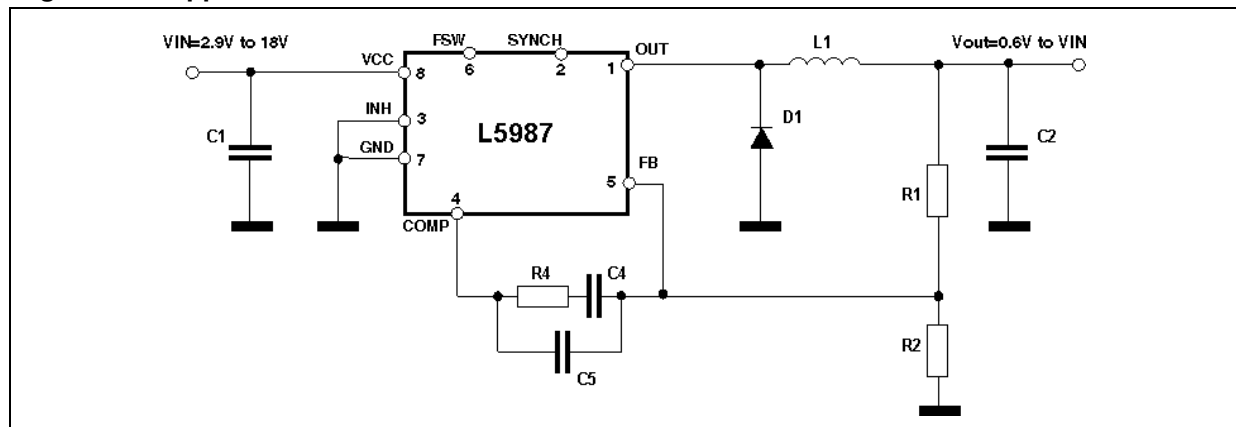 VIN=2.9V to 18V
FSW
SYNCH
OUT
L1
Vout=0.6V to VIN
VCC
8
6
2
1
INH
3
C1
L5987
D1
C2
GND
7
FB
5
R1
4
COMP
R4
C4
R2
C5